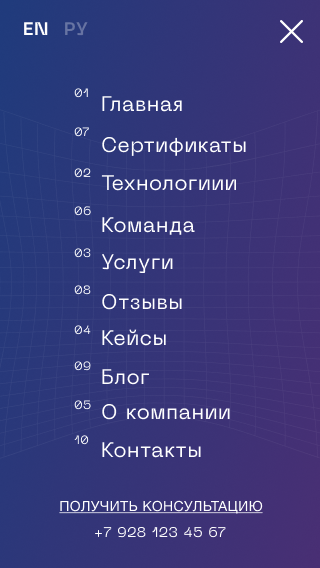 EN РУ
01 Главная
07 Сертификаты
02 Технологиии
06 Команда
03 Услуги
08 Отзывы
04 Кейсы
09 Блог
05 О компании
10 Контакты
ПОЛУЧИТЬ КОНСУЛЬТАЦИЮ
+7 928 123 45 67